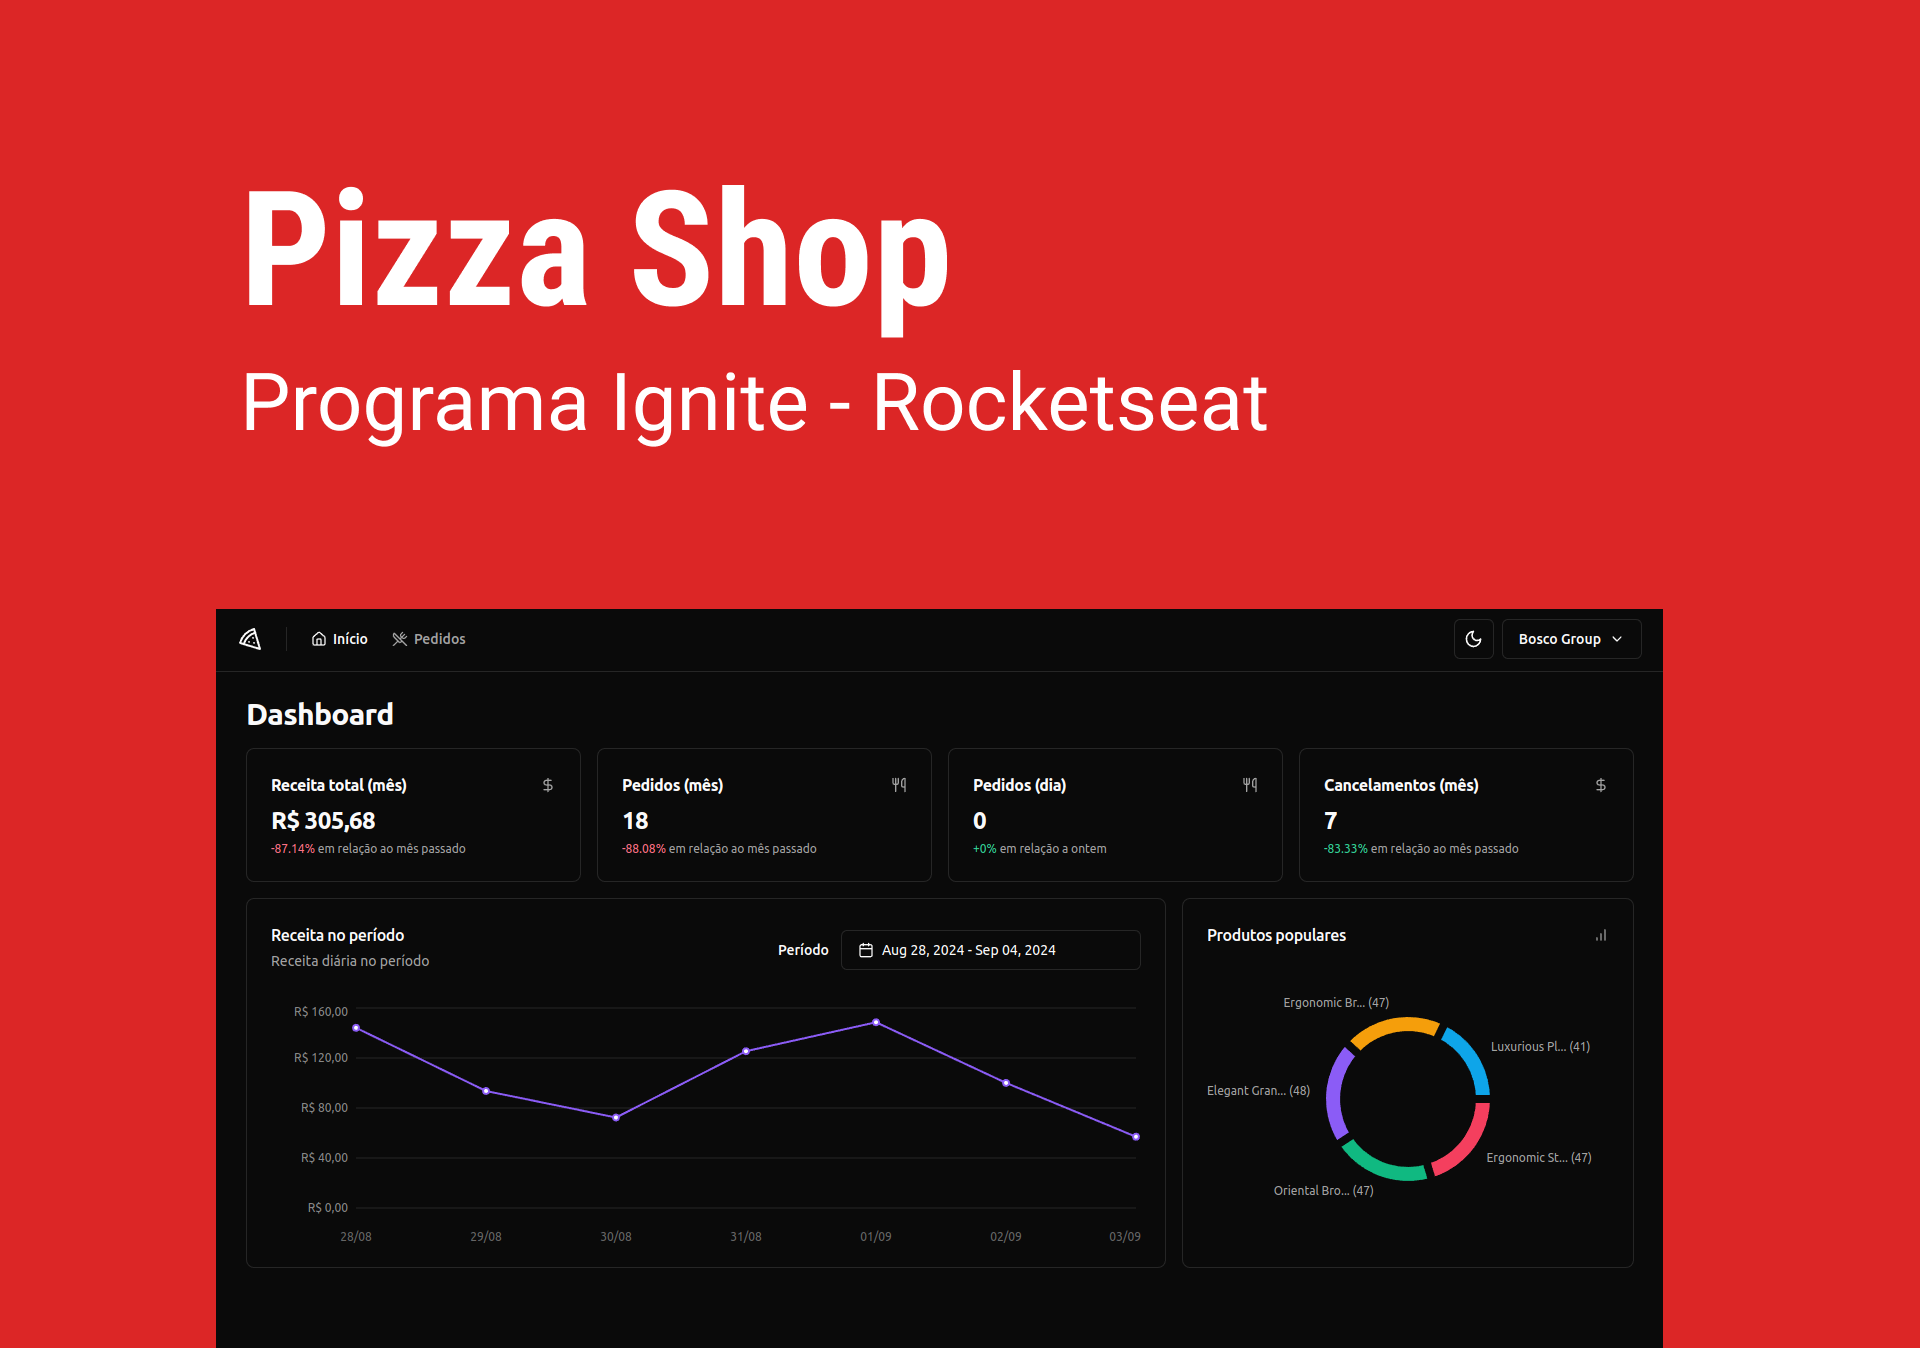 Pizza Shop
Programa Ignite - Rocketseat
Início
Pedidos
Bosco Group
Dashboard
Receita total (mês)
R$ 305,68
-87.14% em relação ao mês passado
Pedidos (mês)
18
-88.08% em relação ao mês passado
Pedidos (dia)
0
+0% em relação a ontem
Cancelamentos (mês)
7
-83.33% em relação ao mês passado
Receita no período
Receita diária no período
Período
Aug 28, 2024 - Sep 04, 2024
R$ 160,00
R$ 120,00
R$ 80,00
R$ 40,00
R$ 0,00
28/08
29/08
30/08
31/08
01/09
02/09
03/09
Produtos populares
Ergonomic Br... (47)
Luxurious Pl... (41)
Elegant Gran... (48)
Ergonomic St... (47)
Oriental Bro... (47)